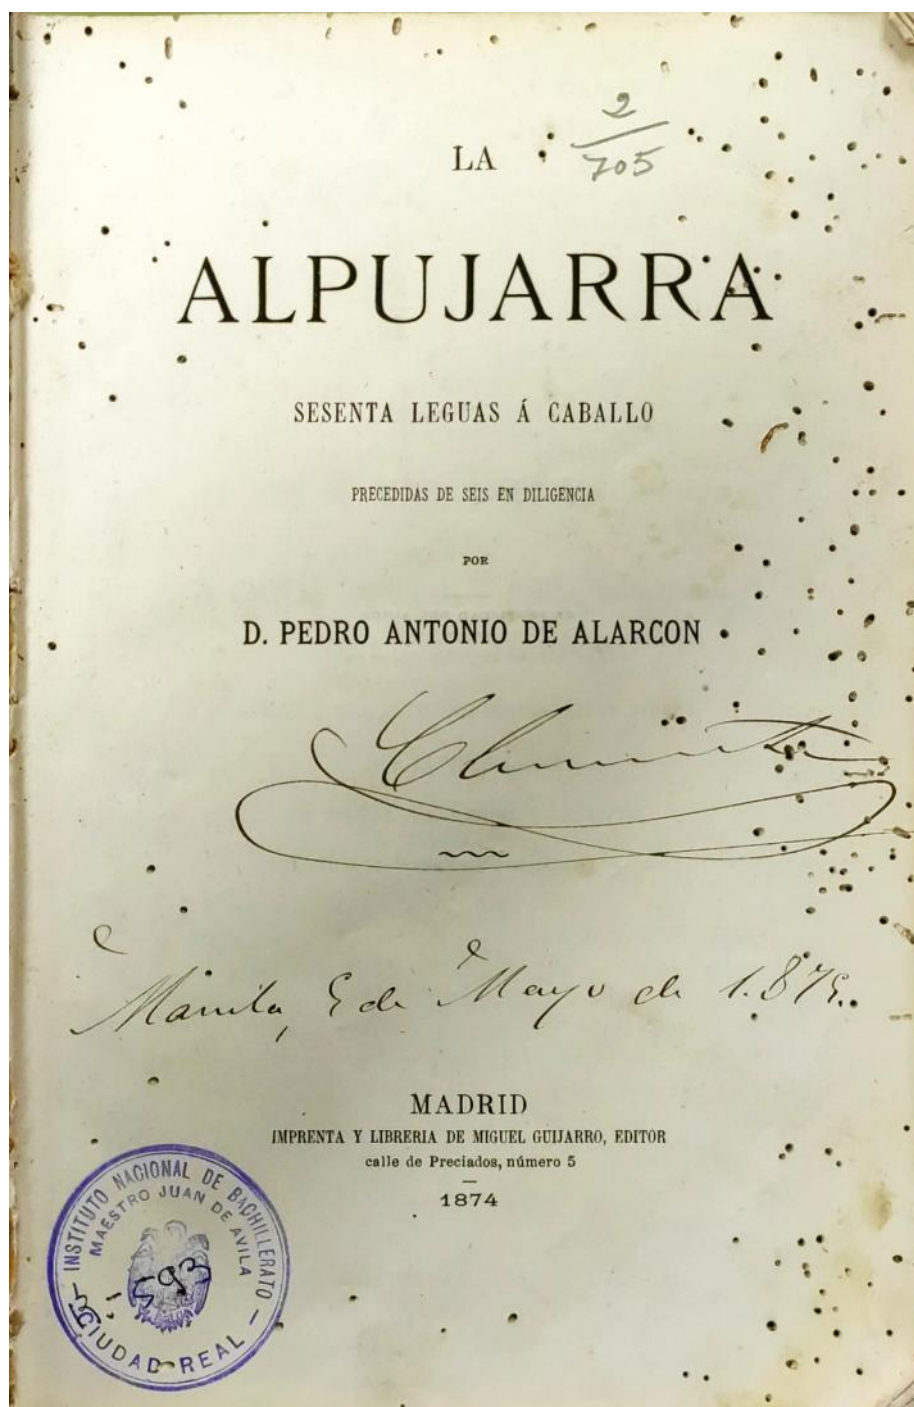 2
705
LA
ALPUJARRA
SESENTA LEGUAS Á CABALLO
PRECEDIDAS DE SEIS EN DILIGENCIA
POR
D. PEDRO ANTONIO DE ALARCON
Manila, 5 de Mayo de 1.875.
MADRID
IMPRENTA Y LIBRERIA DE MIGUEL GUIJARRO, EDITOR
calle de Preciados, número 5
1874
INSTITUTO NACIONAL DE BACHILLERATO
MAESTRO JUAN DE AVILA
593
CIUDAD REAL